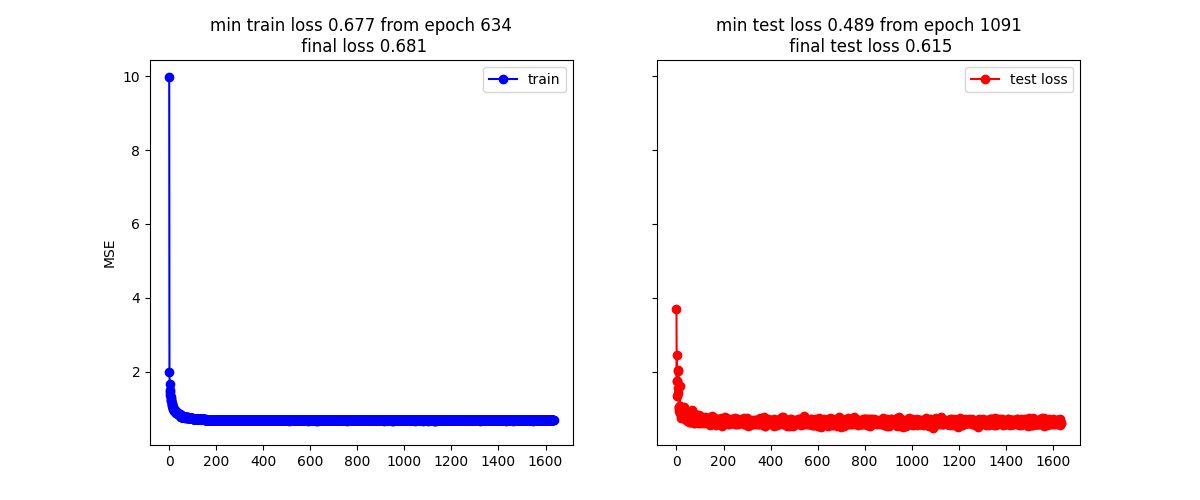 min train loss 0.677 from epoch 634
final loss 0.681
train
10
8
6
4
2
MSE
0 200 400 600 800 1000 1200 1400 1600
min test loss 0.489 from epoch 1091
final test loss 0.615
test loss
0 200 400 600 800 1000 1200 1400 1600